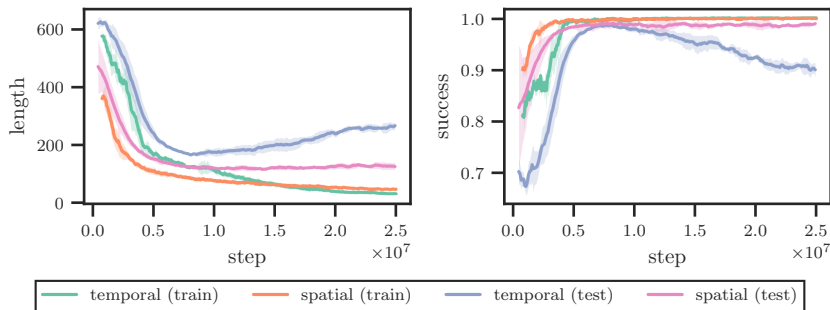 length
600
400
200
0
0.0 0.5 1.0 1.5 2.0 2.5
×10⁷
step
success
1.0
0.9
0.8
0.7
0.0 0.5 1.0 1.5 2.0 2.5
×10⁷
step
temporal (train) spatial (train) temporal (test) spatial (test)